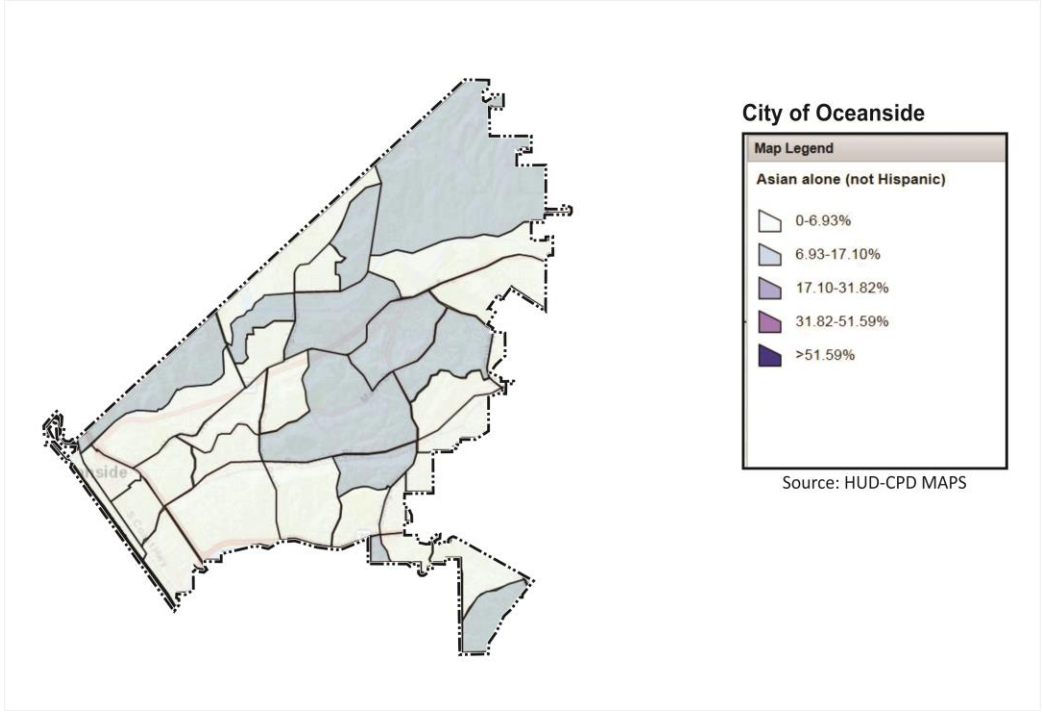 City of Oceanside
Map Legend
Asian alone (not Hispanic)
0-6.93%
6.93-17.10%
17.10-31.82%
31.82-51.59%
>51.59%
Source: HUD-CPD MAPS
nside